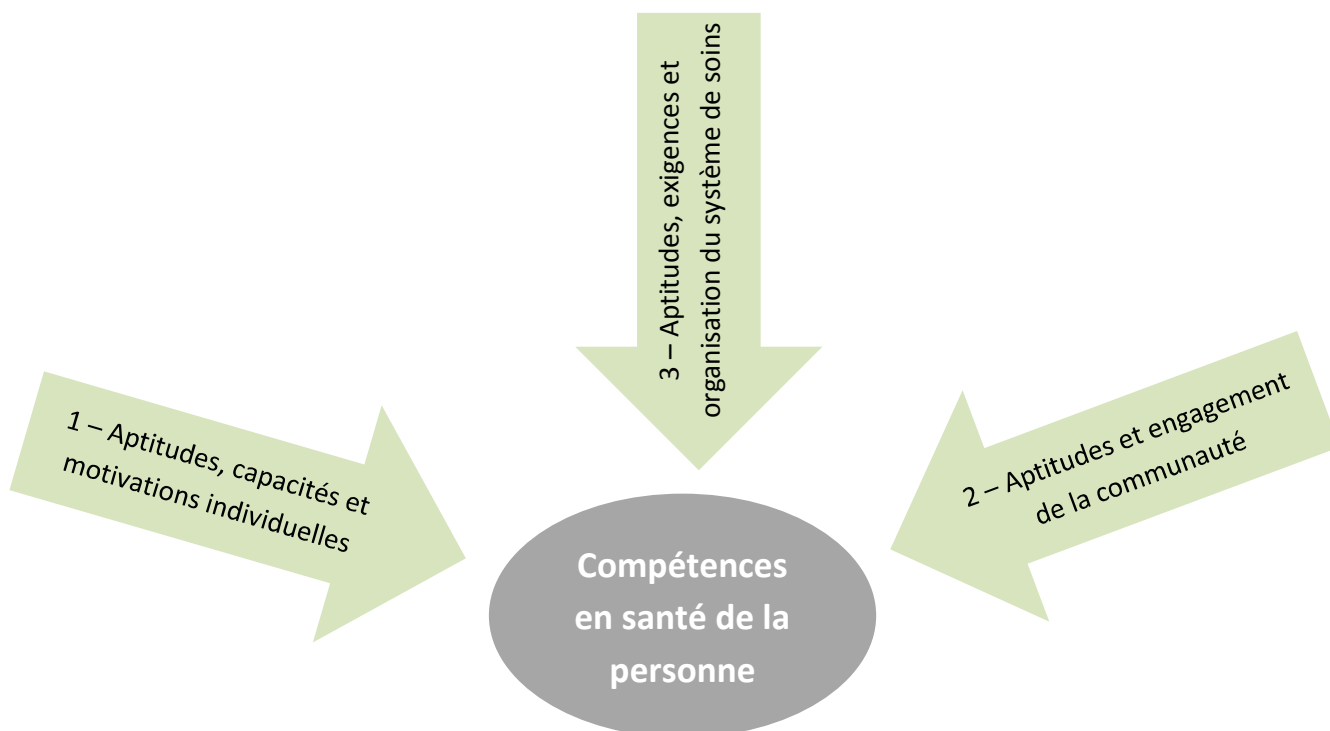 3 – Aptitudes, exigences et
organisation du système de soins
1 – Aptitudes, capacités et
motivations individuelles
2 – Aptitudes et engagement
de la communauté
Compétences
en santé de la
personne